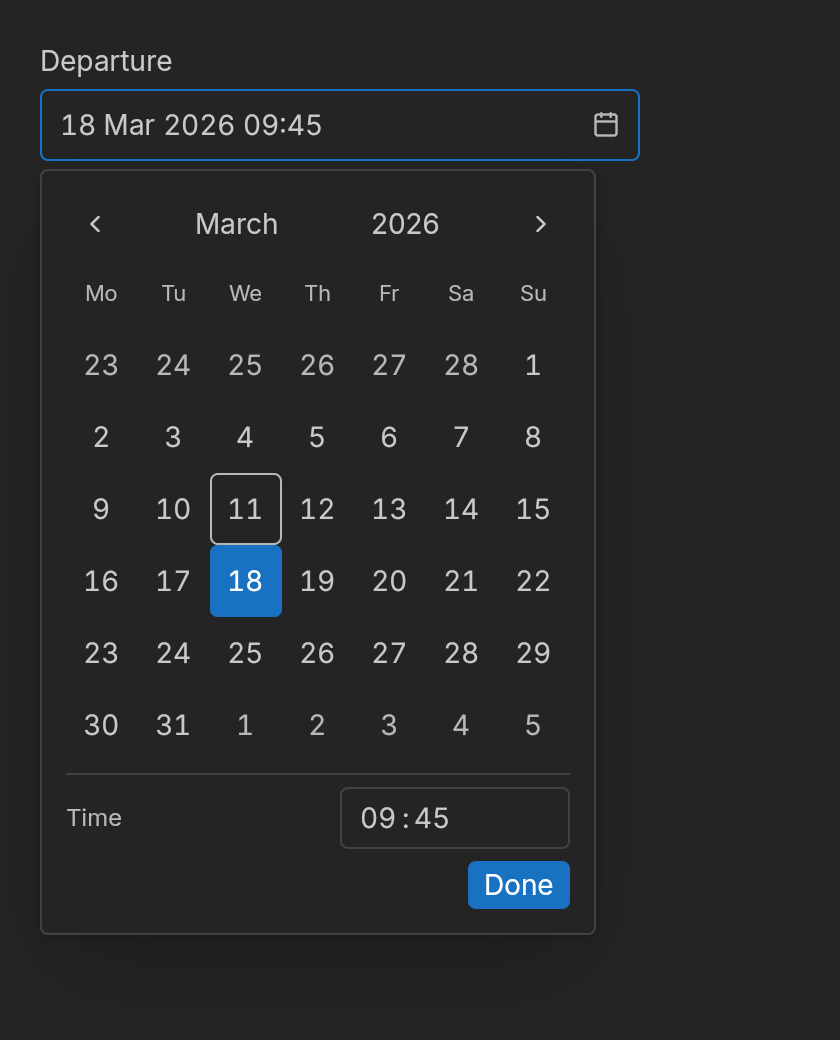 Departure
18 Mar 2026 09:45
March 2026
Mo Tu We Th Fr Sa Su
23 24 25 26 27 28 1
2 3 4 5 6 7 8
9 10 11 12 13 14 15
16 17 18 19 20 21 22
23 24 25 26 27 28 29
30 31 1 2 3 4 5
Time 09:45
Done